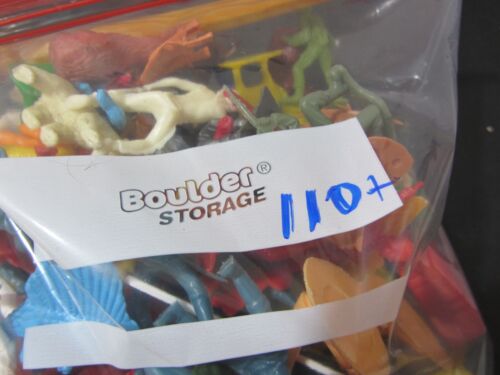 Boulder®
STORAGE
110+